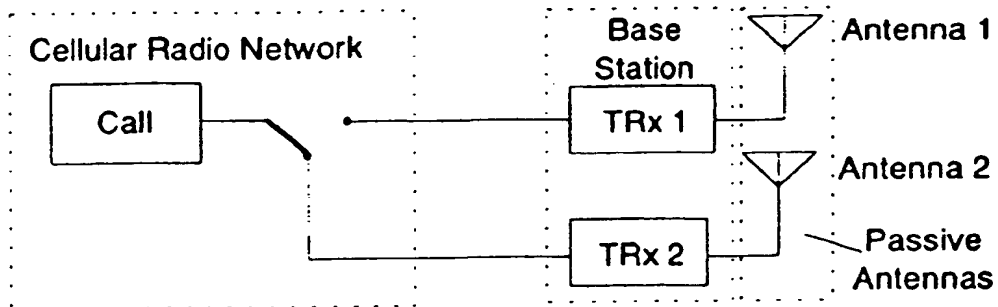 Cellular Radio Network
Call
Base
Station
TRx 1
TRx 2
Antenna 1
Antenna 2
Passive
Antennas